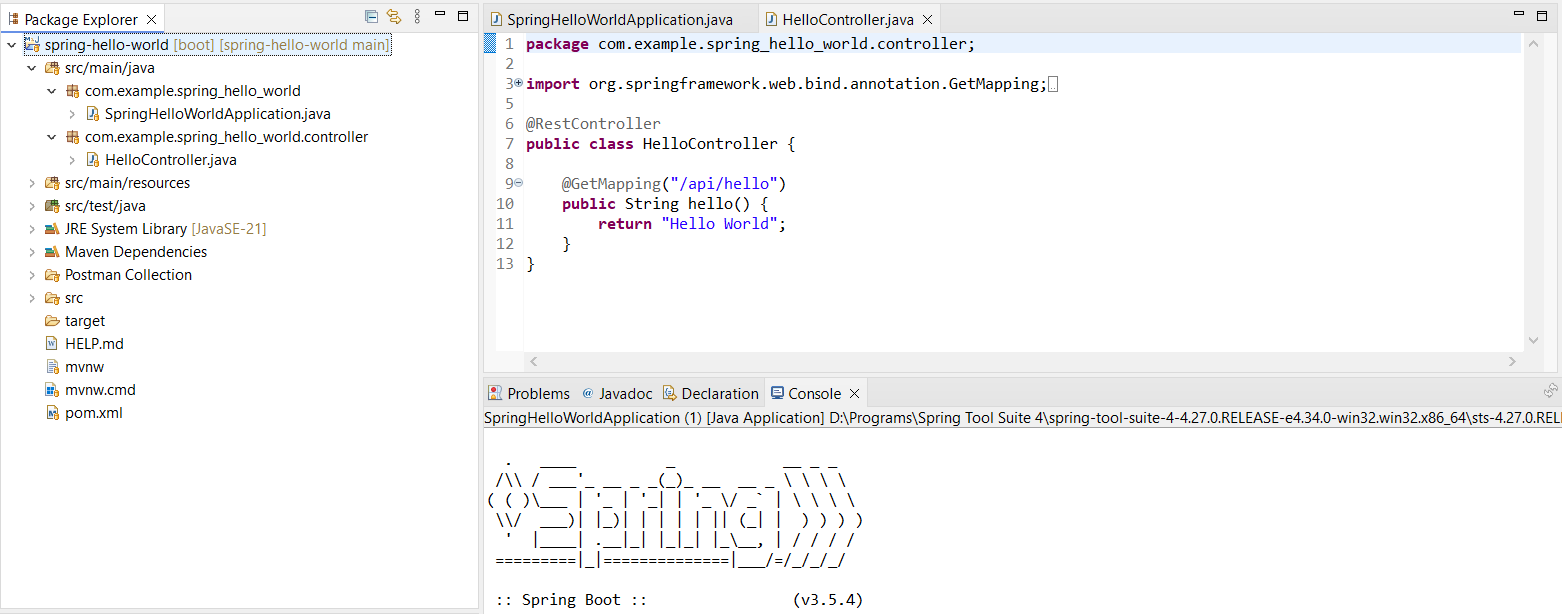 Package Explorer
spring-hello-world [boot] [spring-hello-world main]
src/main/java
com.example.spring_hello_world
SpringHelloWorldApplication.java
com.example.spring_hello_world.controller
HelloController.java
src/main/resources
src/test/java
JRE System Library [JavaSE-21]
Maven Dependencies
Postman Collection
src
target
HELP.md
mvnw
mvnw.cmd
pom.xml
SpringHelloWorldApplication.java HelloController.java
1 package com.example.spring_hello_world.controller;
2
3 import org.springframework.web.bind.annotation.GetMapping;
5
6 @RestController
7 public class HelloController {
8
9     @GetMapping("/api/hello")
10     public String hello() {
11         return "Hello World";
12     }
13 }
Problems @ Javadoc Declaration Console
SpringHelloWorldApplication (1) [Java Application] D:\Programs\Spring Tool Suite 4\spring-tool-suite-4-4.27.0.RELEASE-e4.34.0-win32.win32.x86_64\sts-4.27.0.REL
  .   ____          _            __ _ _
 /\\ / ___'_ __ _ _(_)_ __  __ _ \ \ \ \
( ( )\___ | '_ | '_| | '_ \/ _` | \ \ \ \
 \\/  ___)| |_)| | | | | || (_| |  ) ) ) )
  '  |____| .__|_| |_|_| |_\__, | / / / /
 =========|_|==============|___/=/_/_/_/
 :: Spring Boot ::                (v3.5.4)